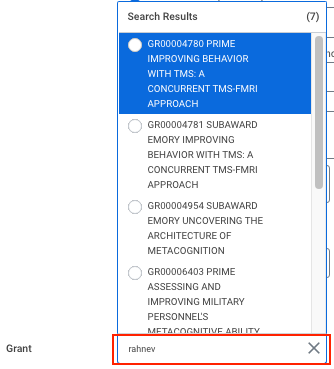 Search Results (7)
GR00004780 PRIME
IMPROVING BEHAVIOR
WITH TMS: A
CONCURRENT TMS-FMRI
APPROACH
GR00004781 SUBAWARD
EMORY IMPROVING
BEHAVIOR WITH TMS: A
CONCURRENT TMS-FMRI
APPROACH
GR00004954 SUBAWARD
EMORY UNCOVERING THE
ARCHITECTURE OF
METACOGNITION
GR00006403 PRIME
ASSESSING AND
IMPROVING MILITARY
PERSONNEL'S
METACOGNITIVE ABILITY
Grant rahnev